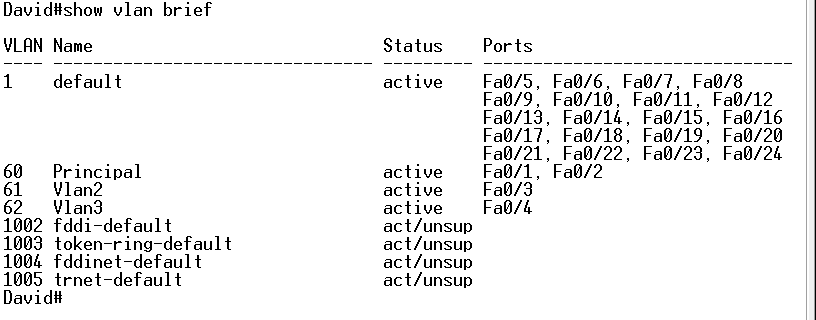 David#show vlan brief
VLAN Name                             Status    Ports
---- -------------------------------- --------- -------------------------------
1    default                          active    Fa0/5, Fa0/6, Fa0/7, Fa0/8
                                                Fa0/9, Fa0/10, Fa0/11, Fa0/12
                                                Fa0/13, Fa0/14, Fa0/15, Fa0/16
                                                Fa0/17, Fa0/18, Fa0/19, Fa0/20
                                                Fa0/21, Fa0/22, Fa0/23, Fa0/24
60   Principal                        active    Fa0/1, Fa0/2
61   Vlan2                            active    Fa0/3
62   Vlan3                            active    Fa0/4
1002 fddi-default                     act/unsup
1003 token-ring-default               act/unsup
1004 fddinet-default                  act/unsup
1005 trnet-default                    act/unsup
David#